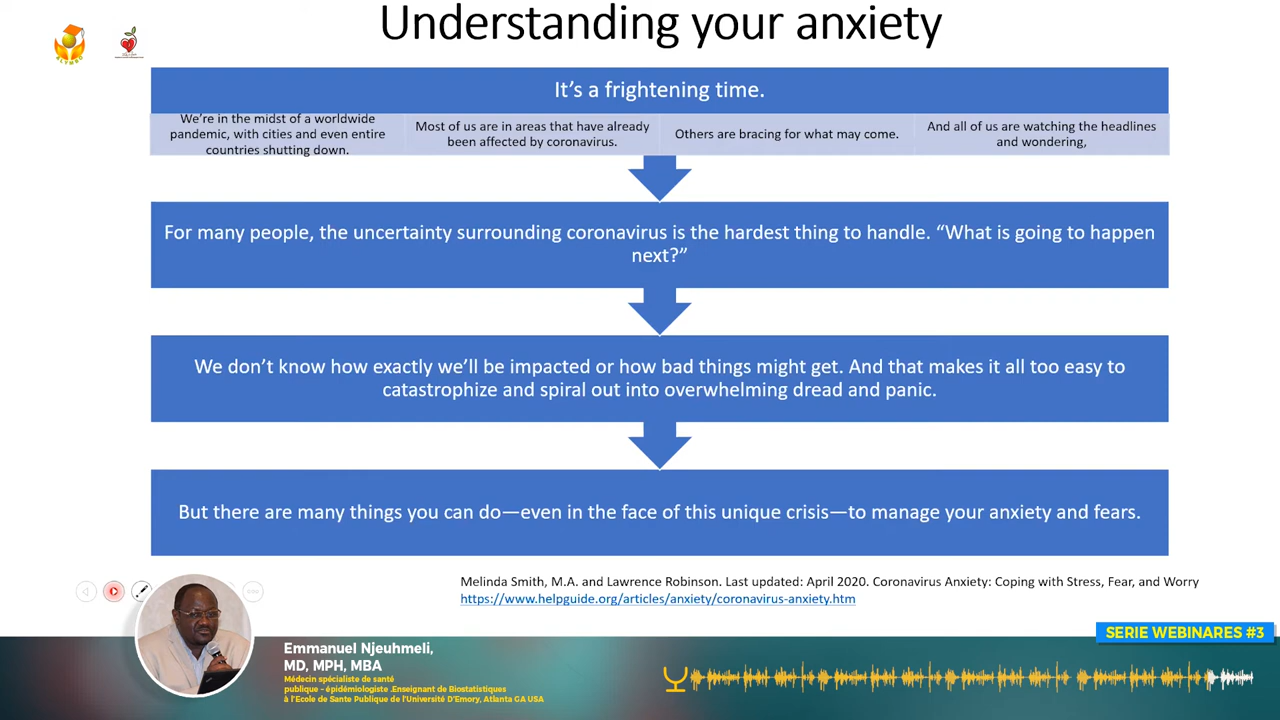 Understanding your anxiety
ALYMBO
It's a frightening time.
We're in the midst of a worldwide
pandemic, with cities and even entire
countries shutting down.
Most of us are in areas that have already
been affected by coronavirus.
Others are bracing for what may come.
And all of us are watching the headlines
and wondering,
For many people, the uncertainty surrounding coronavirus is the hardest thing to handle. “What is going to happen
next?”
We don't know how exactly we'll be impacted or how bad things might get. And that makes it all too easy to
catastrophize and spiral out into overwhelming dread and panic.
But there are many things you can do—even in the face of this unique crisis—to manage your anxiety and fears.
Melinda Smith, M.A. and Lawrence Robinson. Last updated: April 2020. Coronavirus Anxiety: Coping with Stress, Fear, and Worry
https://www.helpguide.org/articles/anxiety/coronavirus-anxiety.htm
SERIE WEBINARES #3
Emmanuel Njeuhmeli,
MD, MPH, MBA
Médecin spécialiste de santé
publique - épidémiologiste .Enseignant de Biostatistiques
à l'Ecole de Sante Publique de l'Université D'Emory, Atlanta GA USA